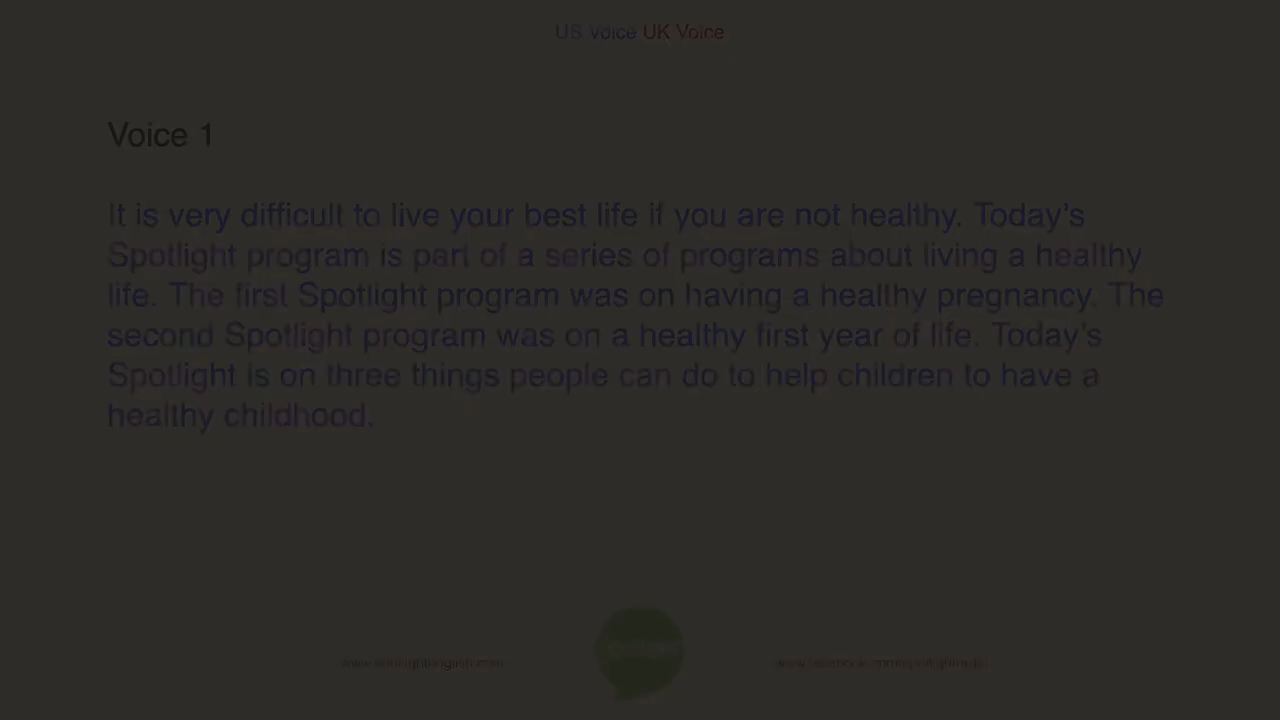 US Voice UK Voice
Voice 1
It is very difficult to live your best life if you are not healthy. Today's
Spotlight program is part of a series of programs about living a healthy
life. The first Spotlight program was on having a healthy pregnancy. The
second Spotlight program was on a healthy first year of life. Today's
Spotlight is on three things people can do to help children to have a
healthy childhood.